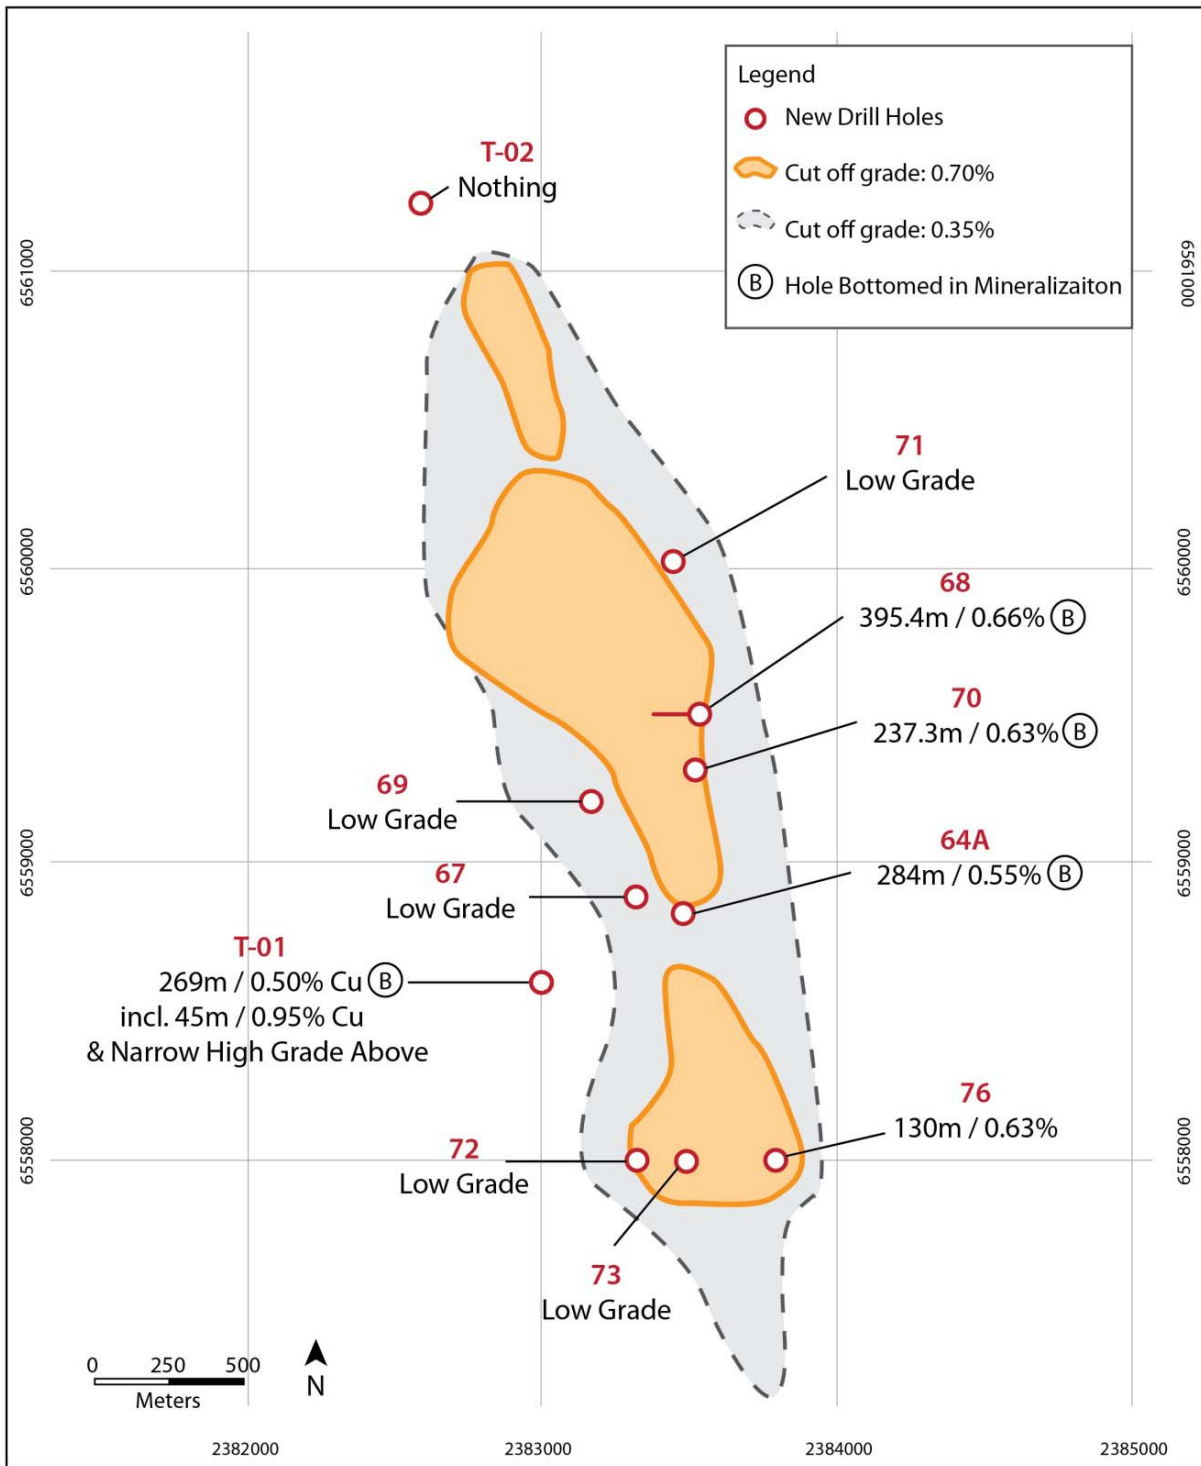 Legend
New Drill Holes
Cut off grade: 0.70%
Cut off grade: 0.35%
B Hole Bottomed in Mineralizaiton
T-02
Nothing
6561000
6561000
71
Low Grade
6560000
6560000
68
395.4m / 0.66% B
70
237.3m / 0.63% B
69
Low Grade
64A
284m / 0.55% B
6559000
6559000
67
Low Grade
T-01
269m / 0.50% Cu B
incl. 45m / 0.95% Cu
& Narrow High Grade Above
76
130m / 0.63%
72
Low Grade
6558000
6558000
73
Low Grade
0 250 500
Meters
N
2382000 2383000 2384000 2385000